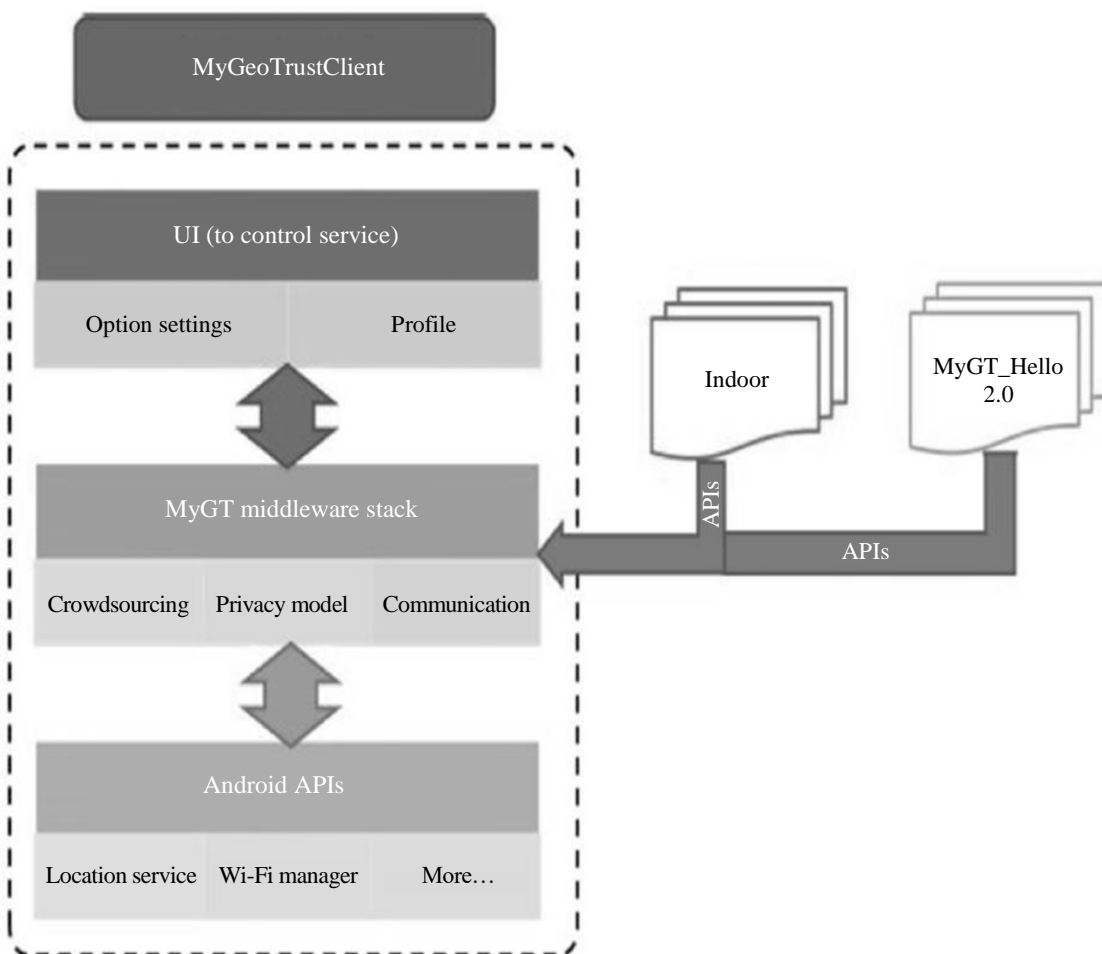 MyGeoTrustClient
UI (to control service)
Option settings
Profile
MyGT middleware stack
Crowdsourcing
Privacy model
Communication
Android APIs
Location service
Wi-Fi manager
More…
Indoor
MyGT_Hello
2.0
APIs
APIs